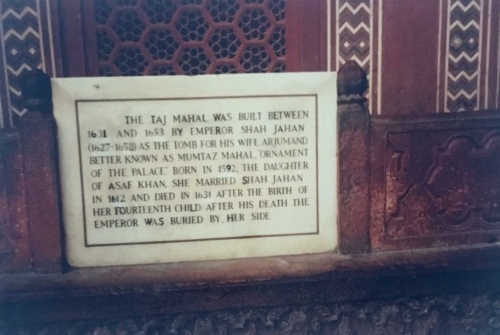 THE TAJ MAHAL WAS BUILT BETWEEN
1631 AND 1653 BY EMPEROR SHAH JAHAN
(1627-1658) AS THE TOMB FOR HIS WIFE, ARJUMAND
BETTER KNOWN AS MUMTAZ MAHAL, 'ORNAMENT
OF THE PALACE'. BORN IN 1592, THE DAUGHTER
OF ASAF KHAN, SHE MARRIED SHAH JAHAN
IN 1612 AND DIED IN 1631 AFTER THE BIRTH OF
HER FOURTEENTH CHILD. AFTER HIS DEATH THE
EMPEROR WAS BURIED BY HER SIDE